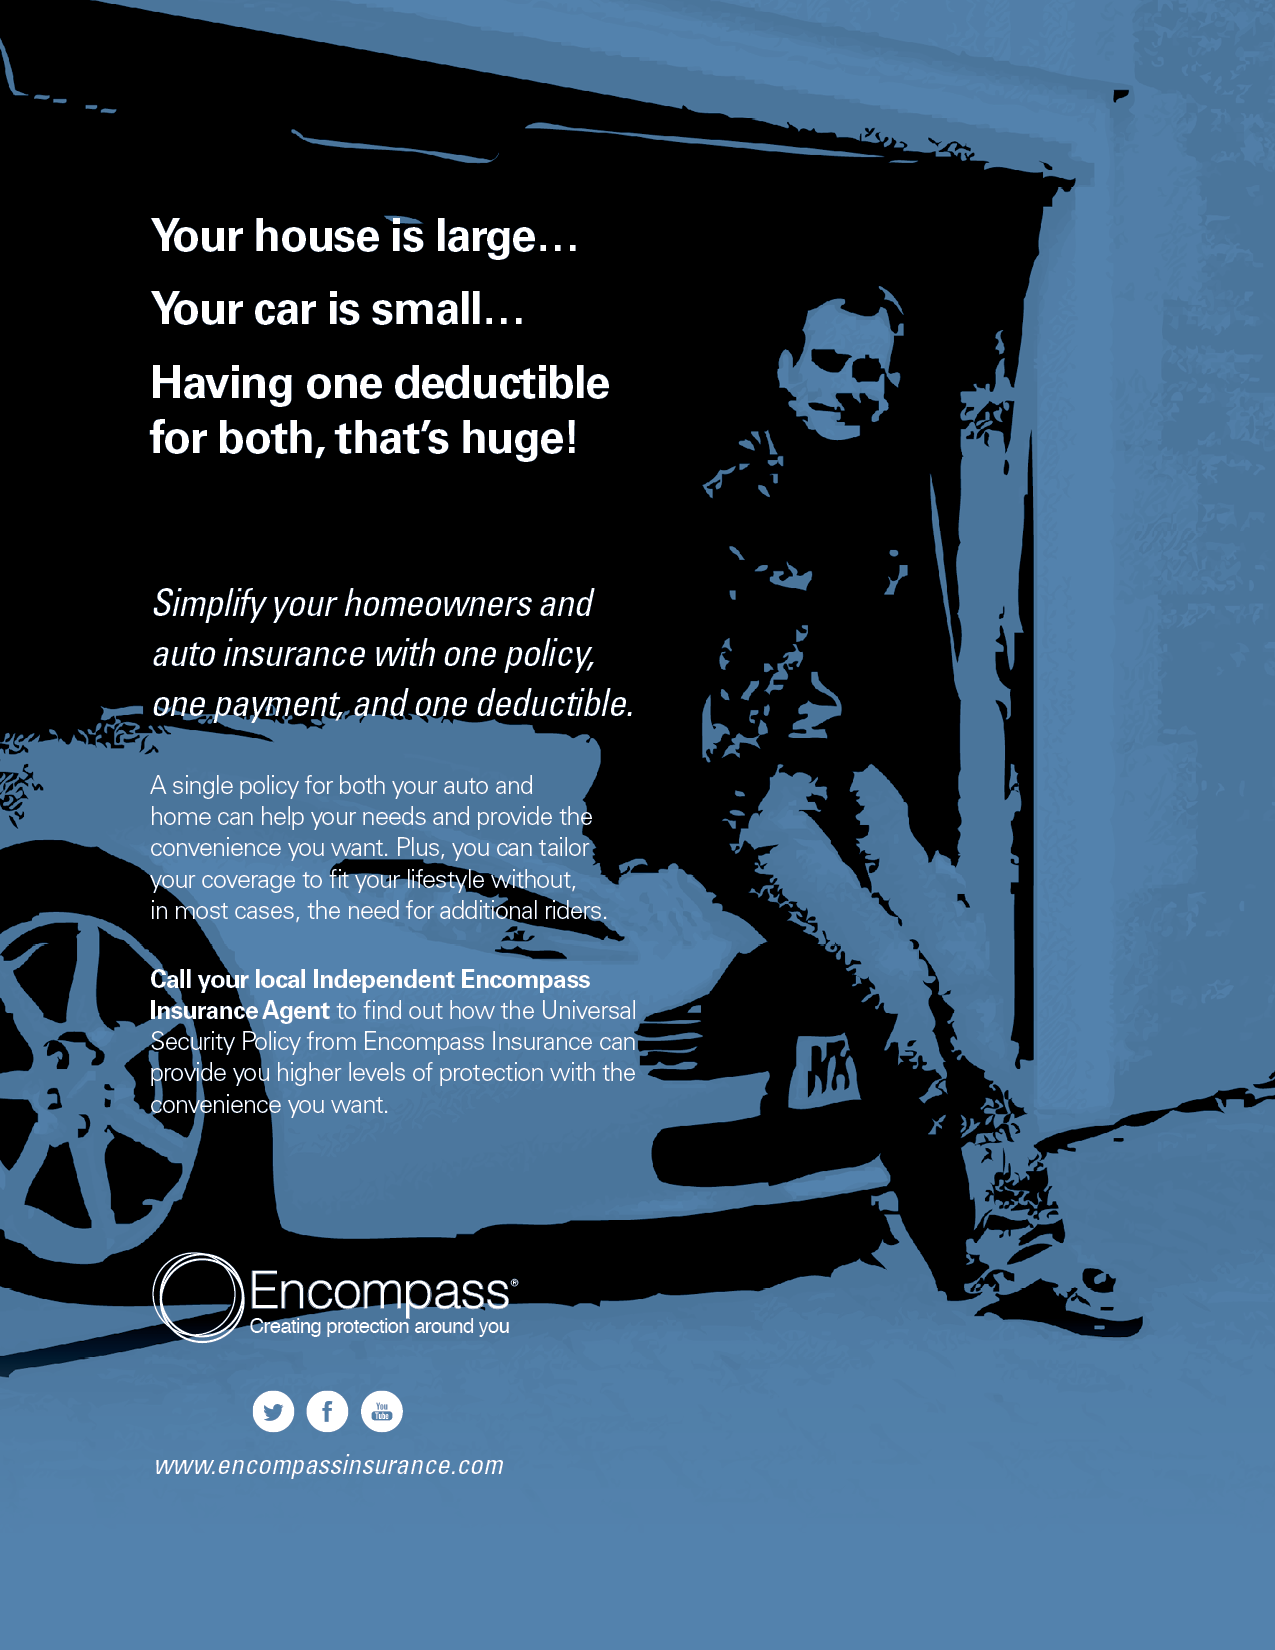 Your house is large…
Your car is small…
Having one deductible
for both, that’s huge!
Simplify your homeowners and
auto insurance with one policy,
one payment, and one deductible.
A single policy for both your auto and
home can help your needs and provide the
convenience you want. Plus, you can tailor
your coverage to fit your lifestyle without,
in most cases, the need for additional riders.
Call your local Independent Encompass
Insurance Agent to find out how the Universal
Security Policy from Encompass Insurance can
provide you higher levels of protection with the
convenience you want.
Encompass®
Creating protection around you
f
You
Tube
www.encompassinsurance.com